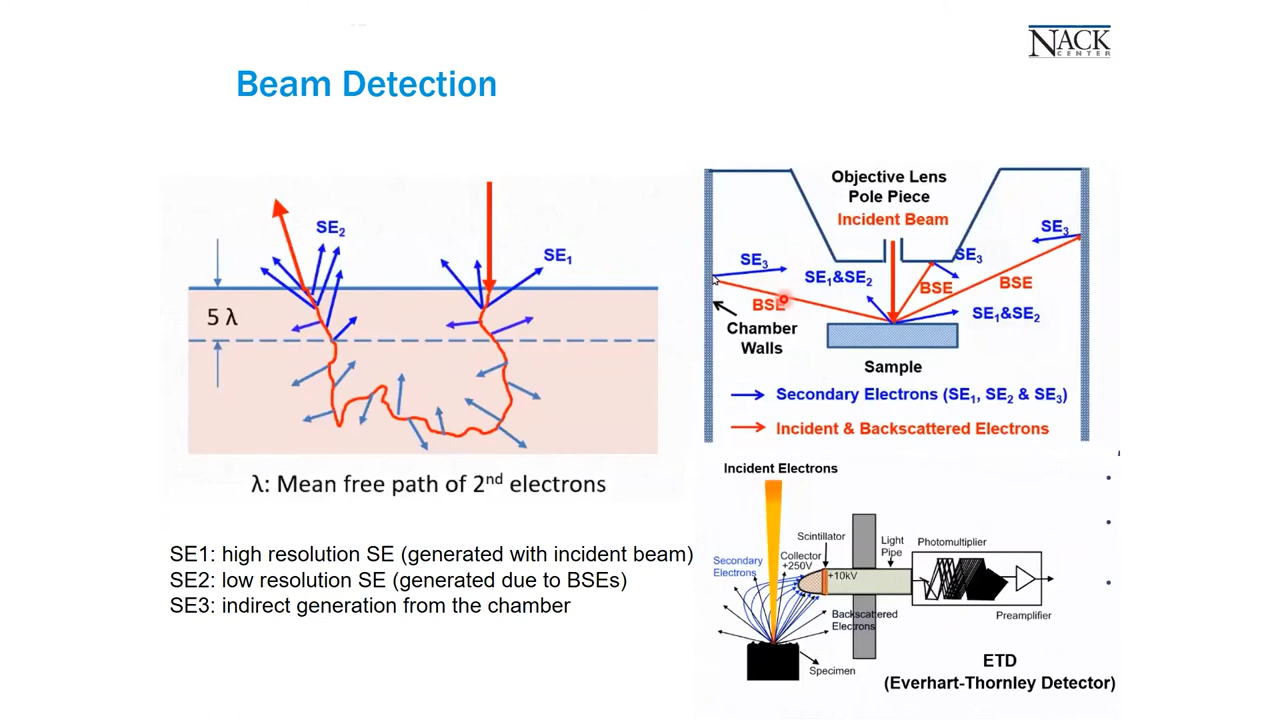 NACK
CENTER
Beam Detection
SE2
SE1
5 λ
λ: Mean free path of 2nd electrons
SE1: high resolution SE (generated with incident beam)
SE2: low resolution SE (generated due to BSEs)
SE3: indirect generation from the chamber
Objective Lens
Pole Piece
Incident Beam
SE3
SE3
SE3
SE1&SE2
BSE
BSE
BSE
SE1&SE2
Chamber
Walls
Sample
Secondary Electrons (SE1, SE2 & SE3)
Incident & Backscattered Electrons
Incident Electrons
Scintillator
Light
Pipe
Photomultiplier
Secondary
Electrons
Collector
+250V
+10kV
Backscattered
Electrons
Preamplifier
Specimen
ETD
(Everhart-Thornley Detector)